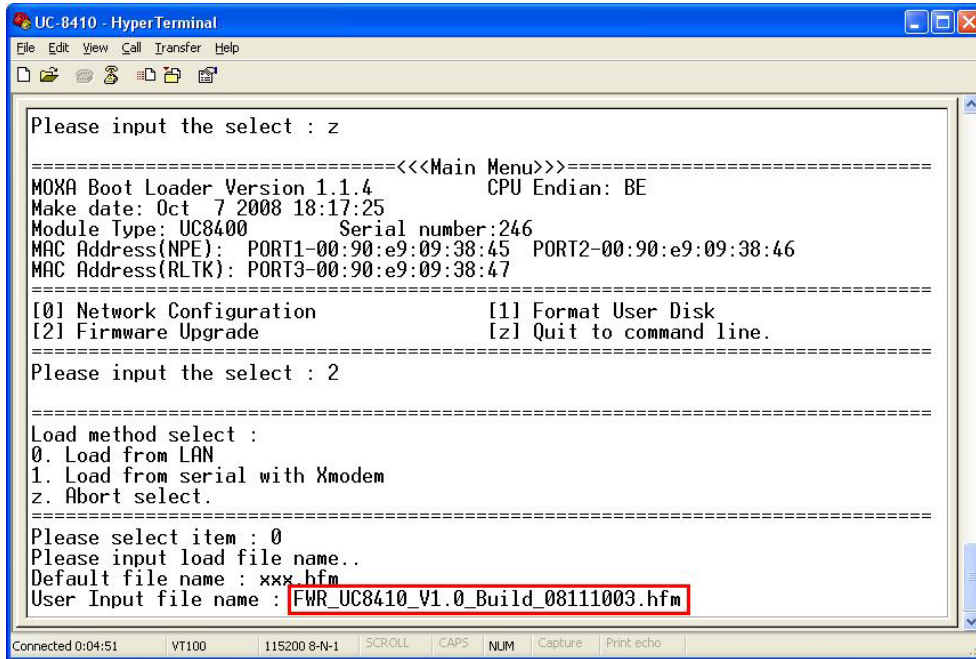 UC-8410 - HyperTerminal
File Edit View Call Transfer Help
Please input the select : z
================================<<<Main Menu>>>================================
MOXA Boot Loader Version 1.1.4 CPU Endian: BE
Make date: Oct 7 2008 18:17:25
Module Type: UC8400 Serial number:246
MAC Address(NPE): PORT1-00:90:e9:09:38:45 PORT2-00:90:e9:09:38:46
MAC Address(RLTK): PORT3-00:90:e9:09:38:47
===============================================================================
[0] Network Configuration [1] Format User Disk
[2] Firmware Upgrade [z] Quit to command line.
===============================================================================
Please input the select : 2
===============================================================================
Load method select :
0. Load from LAN
1. Load from serial with Xmodem
z. Abort select.
===============================================================================
Please select item : 0
Please input load file name..
Default file name : xxx.hfm
User Input file name : FWR_UC8410_V1.0_Build_08111003.hfm
Connected 0:04:51 VT100 115200 8-N-1 SCROLL CAPS NUM Capture Print echo